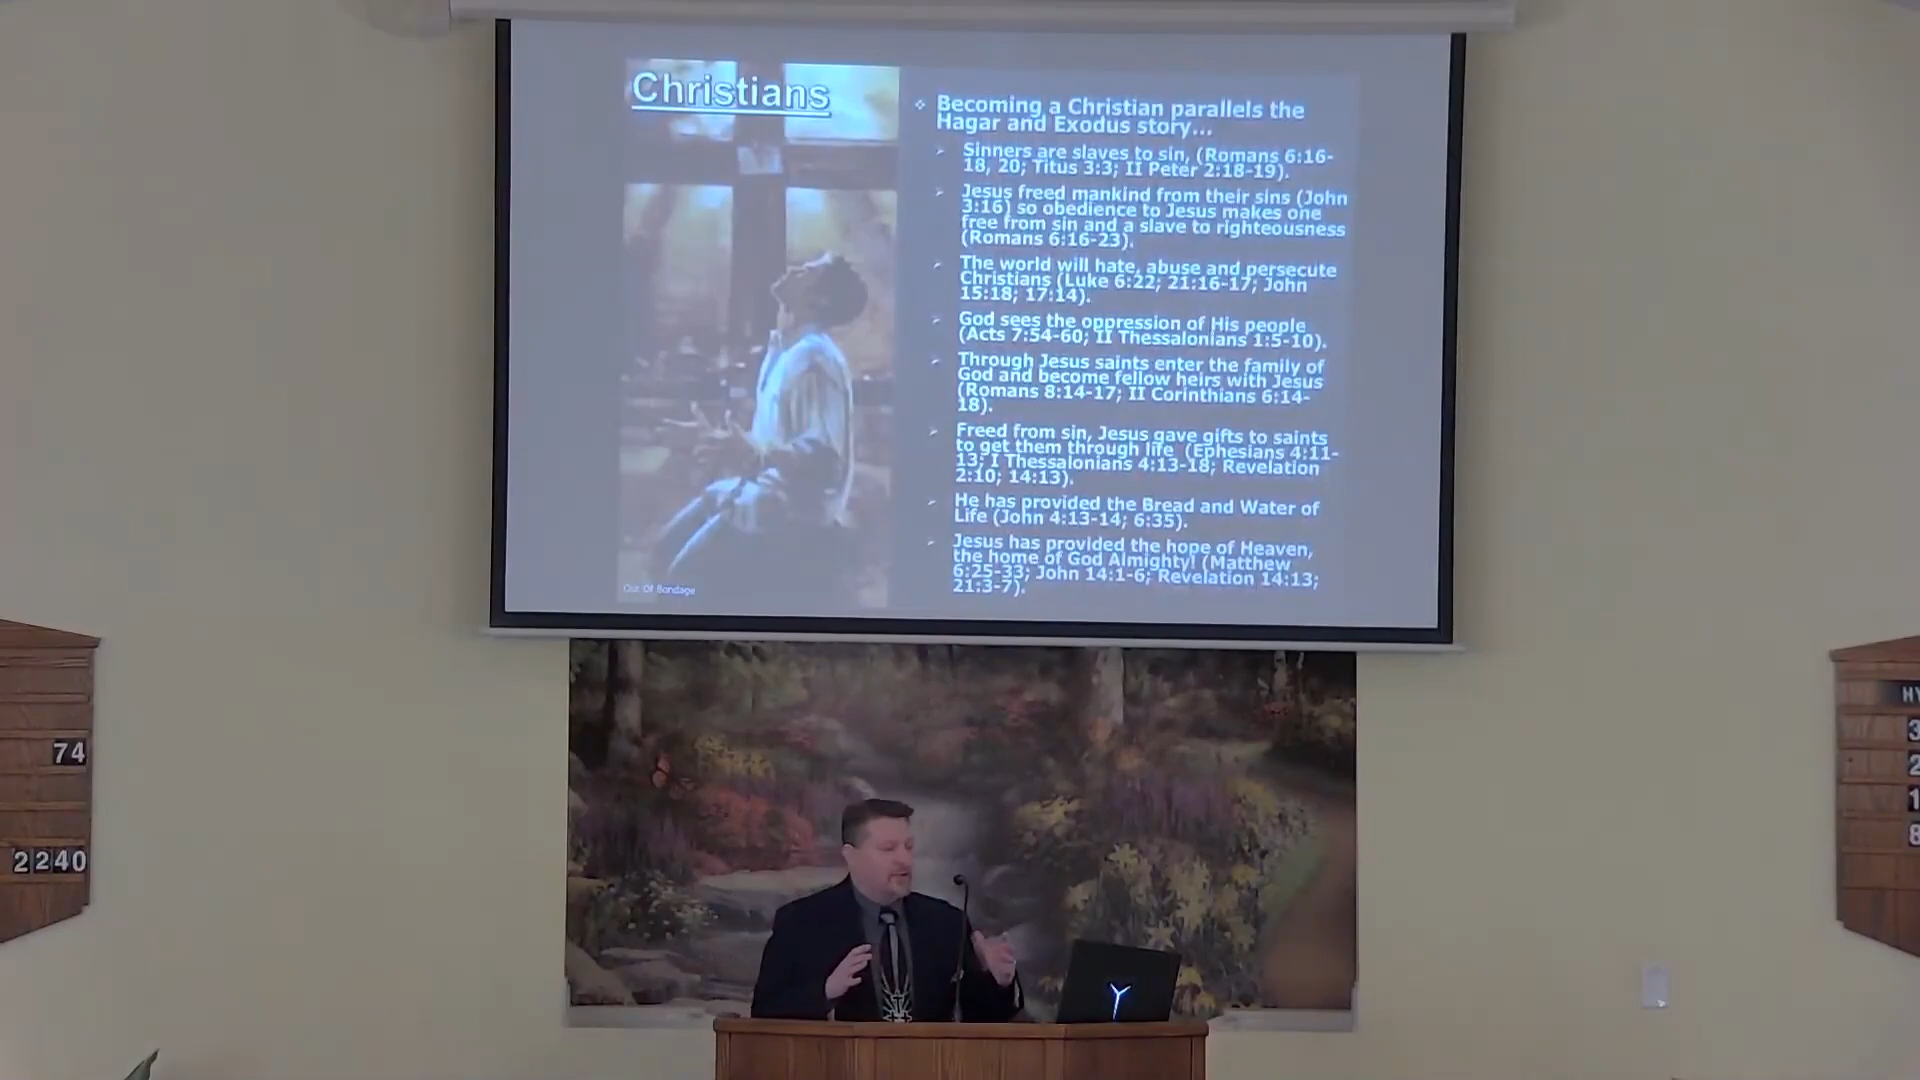 Christians
❖ Becoming a Christian parallels the
Hagar and Exodus story...
➢ Sinners are slaves to sin, (Romans 6:16-
18, 20; Titus 3:3; II Peter 2:18-19).
➢ Jesus freed mankind from their sins (John
3:16) so obedience to Jesus makes one
free from sin and a slave to righteousness
(Romans 6:16-23).
➢ The world will hate, abuse and persecute
Christians (Luke 6:22; 21:16-17; John
15:18; 17:14).
➢ God sees the oppression of His people
(Acts 7:54-60; II Thessalonians 1:5-10).
➢ Through Jesus saints enter the family of
God and become fellow heirs with Jesus
(Romans 8:14-17; II Corinthians 6:14-
18).
➢ Freed from sin, Jesus gave gifts to saints
to get them through life (Ephesians 4:11-
13; I Thessalonians 4:13-18; Revelation
2:10; 14:13).
➢ He has provided the Bread and Water of
Life (John 4:13-14; 6:35).
➢ Jesus has provided the hope of Heaven,
the home of God Almighty! (Matthew
6:25-33; John 14:1-6; Revelation 14:13;
21:3-7).
Out Of Bondage
74
2240
HY
3
2
1
8